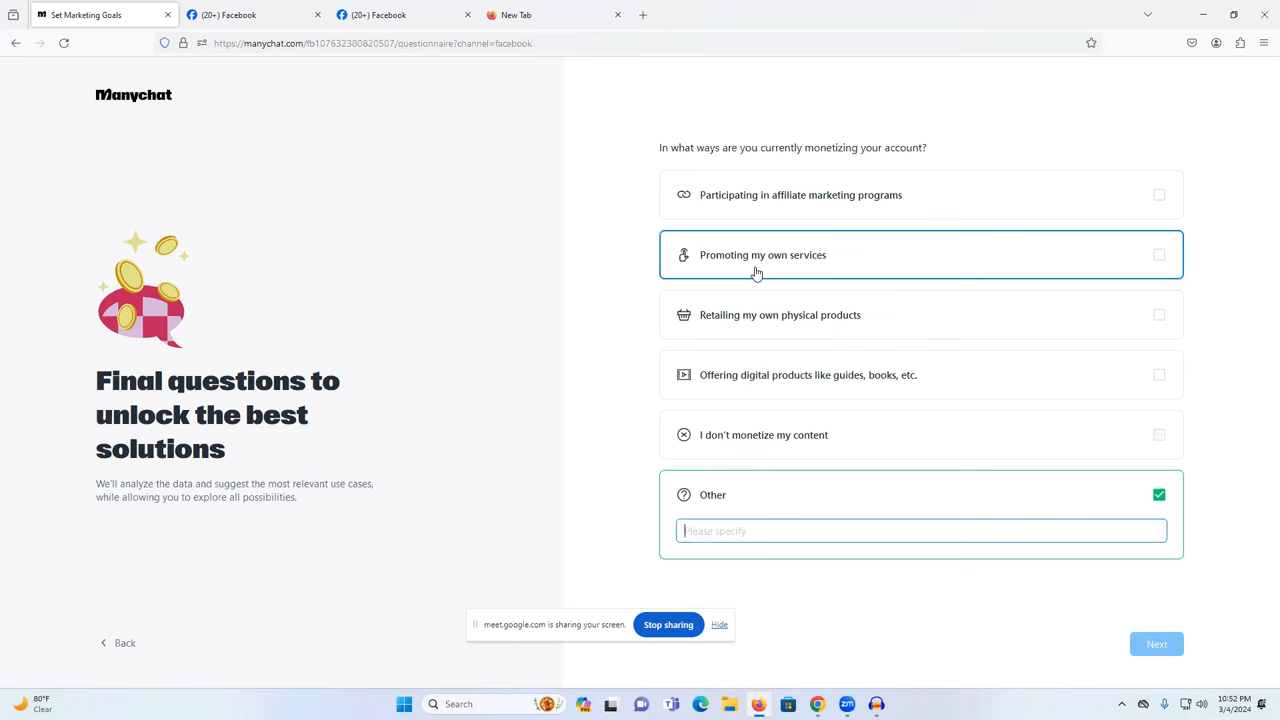 Set Marketing Goals
(20+) Facebook
(20+) Facebook
New Tab
https://manychat.com/fb107632380820507/questionnaire?channel=facebook
Manychat
In what ways are you currently monetizing your account?
Participating in affiliate marketing programs
Promoting my own services
Retailing my own physical products
Offering digital products like guides, books, etc.
I don't monetize my content
Other
Please specify
Final questions to
unlock the best
solutions
We'll analyze the data and suggest the most relevant use cases,
while allowing you to explore all possibilities.
meet.google.com is sharing your screen.
Stop sharing
Hide
Back
Next
80°F
Clear
Search
10:52 PM
3/4/2024